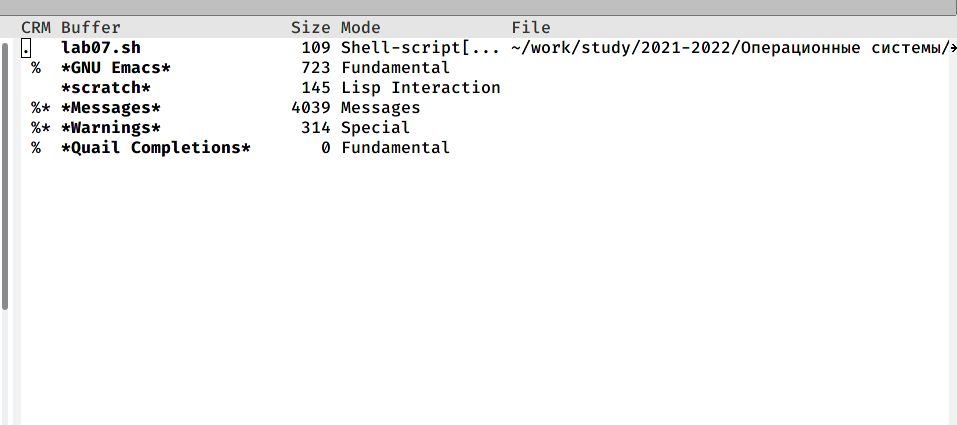 CRM Buffer Size Mode File
. lab07.sh 109 Shell-script[... ~/work/study/2021-2022/Операционные системы/
% *GNU Emacs* 723 Fundamental
*scratch* 145 Lisp Interaction
%* *Messages* 4039 Messages
%* *Warnings* 314 Special
% *Quail Completions* 0 Fundamental